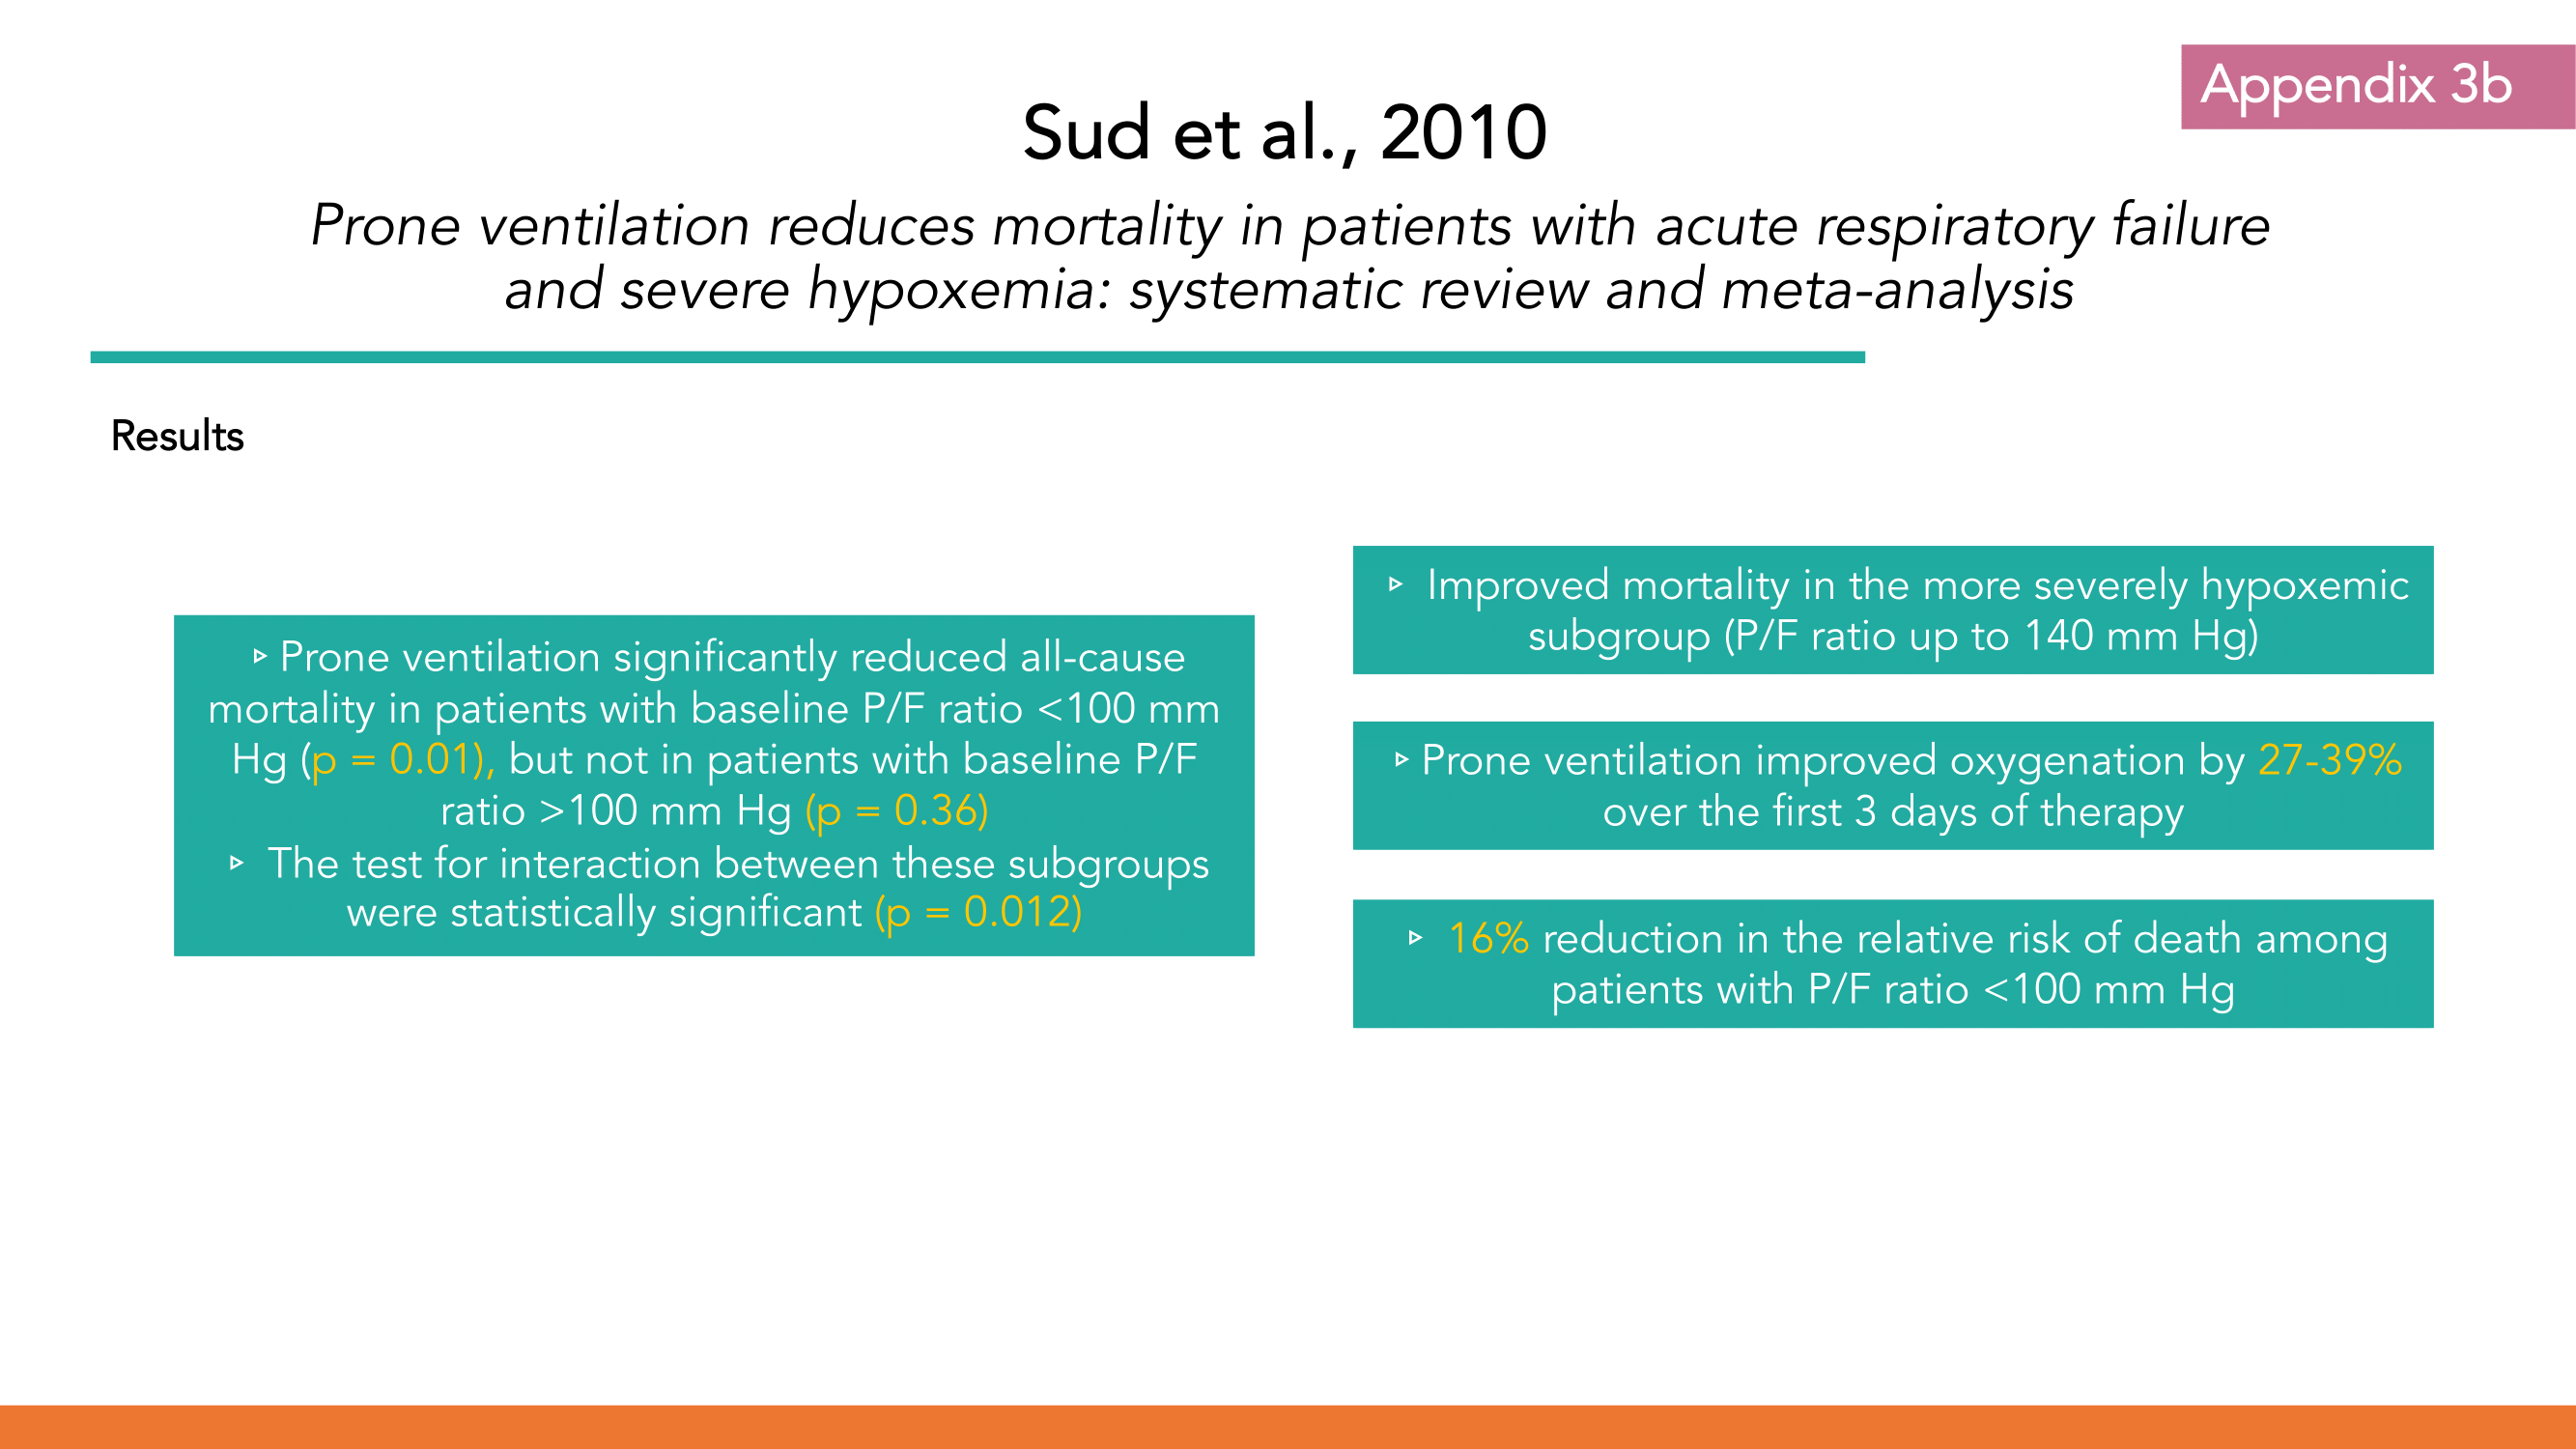 Appendix 3b
Sud et al., 2010
Prone ventilation reduces mortality in patients with acute respiratory failure
and severe hypoxemia: systematic review and meta-analysis
Results
▹ Prone ventilation significantly reduced all-cause
mortality in patients with baseline P/F ratio <100 mm
Hg (p = 0.01), but not in patients with baseline P/F
ratio >100 mm Hg (p = 0.36)
▹ The test for interaction between these subgroups
were statistically significant (p = 0.012)
▹ Improved mortality in the more severely hypoxemic
subgroup (P/F ratio up to 140 mm Hg)
▹ Prone ventilation improved oxygenation by 27-39%
over the first 3 days of therapy
▹ 16% reduction in the relative risk of death among
patients with P/F ratio <100 mm Hg